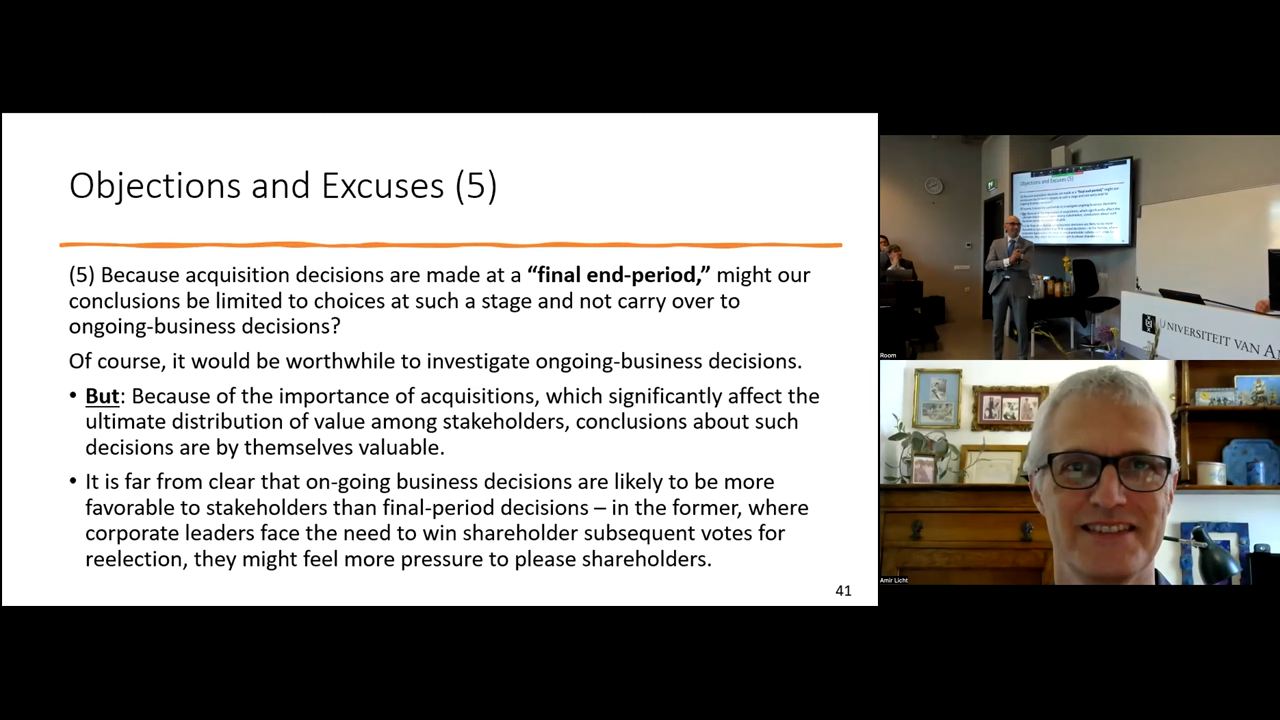 Objections and Excuses (5)
(5) Because acquisition decisions are made at a “final end-period,” might our
conclusions be limited to choices at such a stage and not carry over to
ongoing-business decisions?
Of course, it would be worthwhile to investigate ongoing-business decisions.
• But: Because of the importance of acquisitions, which significantly affect the
ultimate distribution of value among stakeholders, conclusions about such
decisions are by themselves valuable.
• It is far from clear that on-going business decisions are likely to be more
favorable to stakeholders than final-period decisions – in the former, where
corporate leaders face the need to win shareholder subsequent votes for
reelection, they might feel more pressure to please shareholders.
41
Objections and Excuses (5)
UNIVERSITEIT VAN A
Room
Amir Licht